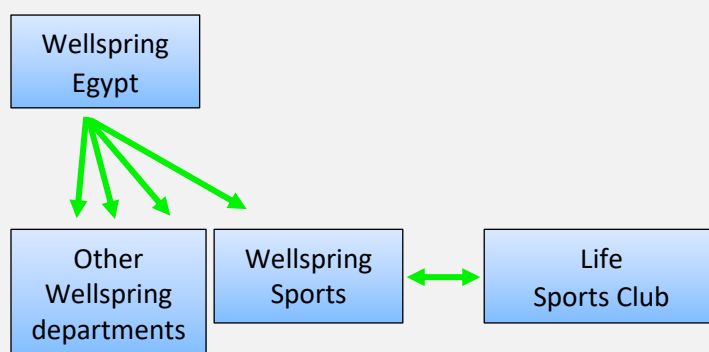 Wellspring
Egypt
Other
Wellspring
departments
Wellspring
Sports
Life
Sports Club